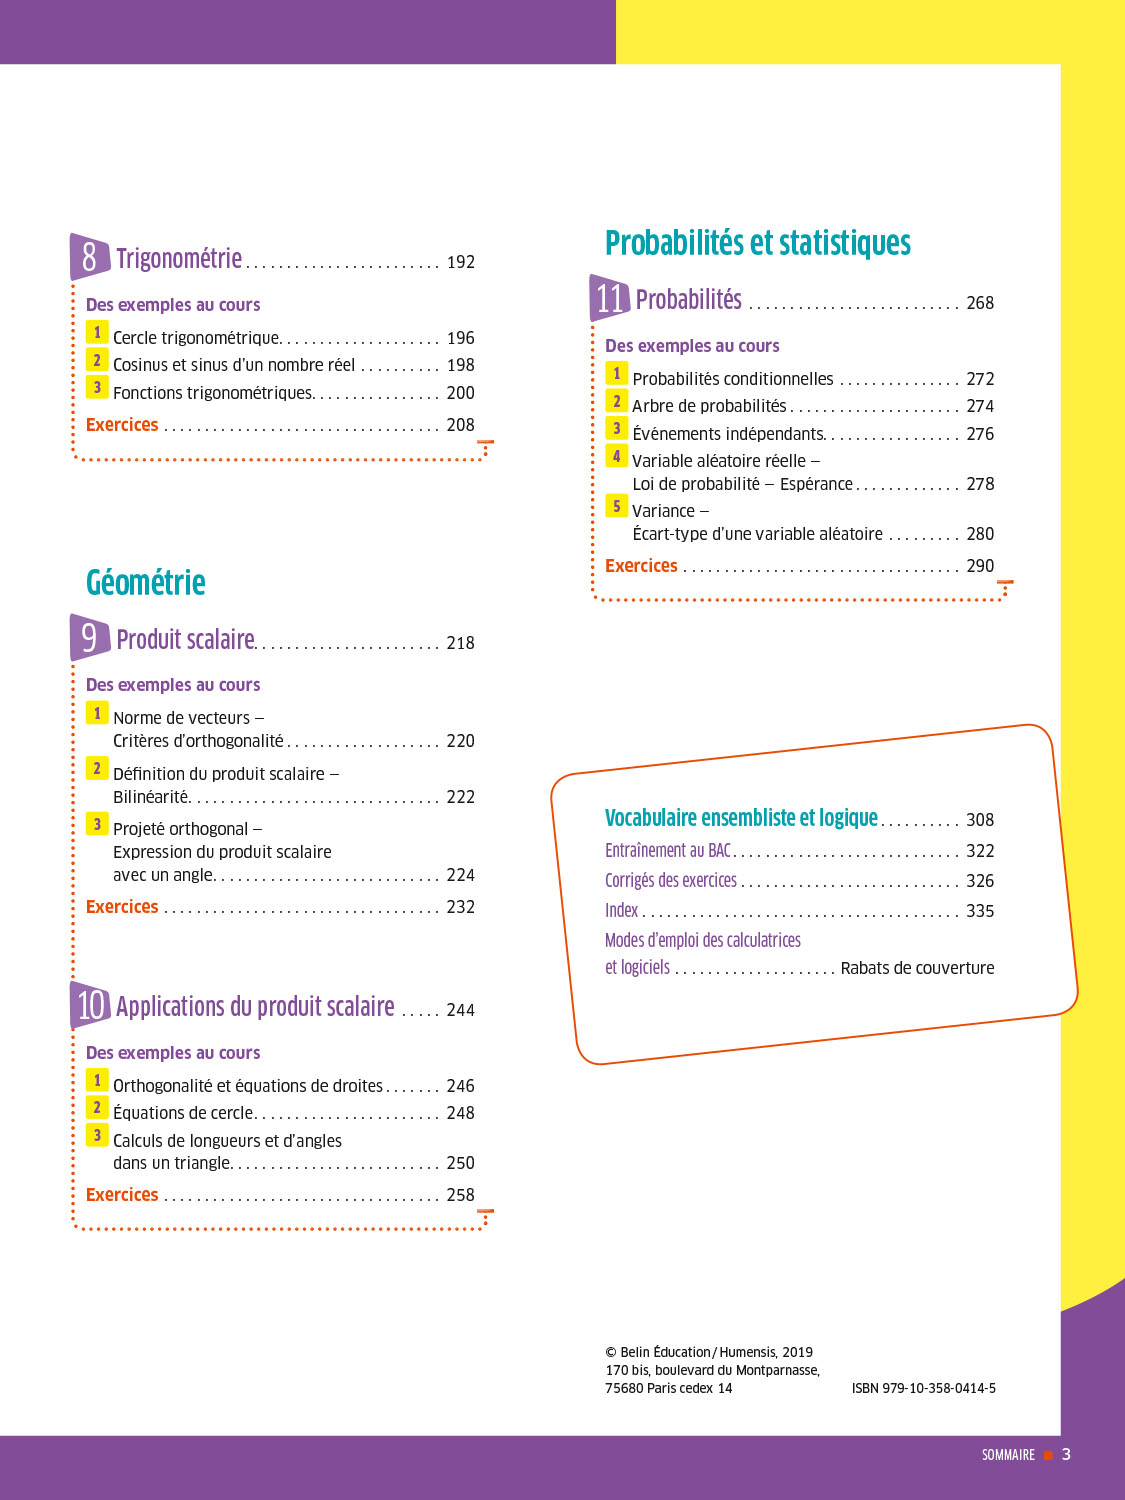 8 Trigonométrie . . . . . . . . . . . . . . . . . . . . . . . . 192
Des exemples au cours
1 Cercle trigonométrique. . . . . . . . . . . . . . . . . . . . 196
2 Cosinus et sinus d’un nombre réel . . . . . . . . . . 198
3 Fonctions trigonométriques. . . . . . . . . . . . . . . . 200
Exercices . . . . . . . . . . . . . . . . . . . . . . . . . . . . . . . . . . 208
Géométrie
9 Produit scalaire. . . . . . . . . . . . . . . . . . . . . . . 218
Des exemples au cours
1 Norme de vecteurs –
Critères d’orthogonalité . . . . . . . . . . . . . . . . . . . 220
2 Définition du produit scalaire –
Bilinéarité. . . . . . . . . . . . . . . . . . . . . . . . . . . . . . . 222
3 Projeté orthogonal –
Expression du produit scalaire
avec un angle. . . . . . . . . . . . . . . . . . . . . . . . . . . . 224
Exercices . . . . . . . . . . . . . . . . . . . . . . . . . . . . . . . . . . 232
10 Applications du produit scalaire . . . . . 244
Des exemples au cours
1 Orthogonalité et équations de droites . . . . . . . 246
2 Équations de cercle. . . . . . . . . . . . . . . . . . . . . . . 248
3 Calculs de longueurs et d’angles
dans un triangle. . . . . . . . . . . . . . . . . . . . . . . . . . 250
Exercices . . . . . . . . . . . . . . . . . . . . . . . . . . . . . . . . . . 258
Probabilités et statistiques
11 Probabilités . . . . . . . . . . . . . . . . . . . . . . . . . . 268
Des exemples au cours
1 Probabilités conditionnelles . . . . . . . . . . . . . . . 272
2 Arbre de probabilités . . . . . . . . . . . . . . . . . . . . . 274
3 Événements indépendants. . . . . . . . . . . . . . . . . 276
4 Variable aléatoire réelle –
Loi de probabilité – Espérance . . . . . . . . . . . . . 278
5 Variance –
Écart-type d’une variable aléatoire . . . . . . . . . 280
Exercices . . . . . . . . . . . . . . . . . . . . . . . . . . . . . . . . . . 290
Vocabulaire ensembliste et logique . . . . . . . . . . 308
Entraînement au BAC . . . . . . . . . . . . . . . . . . . . . . . . . . . . 322
Corrigés des exercices . . . . . . . . . . . . . . . . . . . . . . . . . . . 326
Index . . . . . . . . . . . . . . . . . . . . . . . . . . . . . . . . . . . . . . . 335
Modes d’emploi des calculatrices
et logiciels . . . . . . . . . . . . . . . . . . . . Rabats de couverture
© Belin Éducation / Humensis, 2019
170 bis, boulevard du Montparnasse,
75680 Paris cedex 14 ISBN 979-10-358-0414-5
SOMMAIRE ■ 3